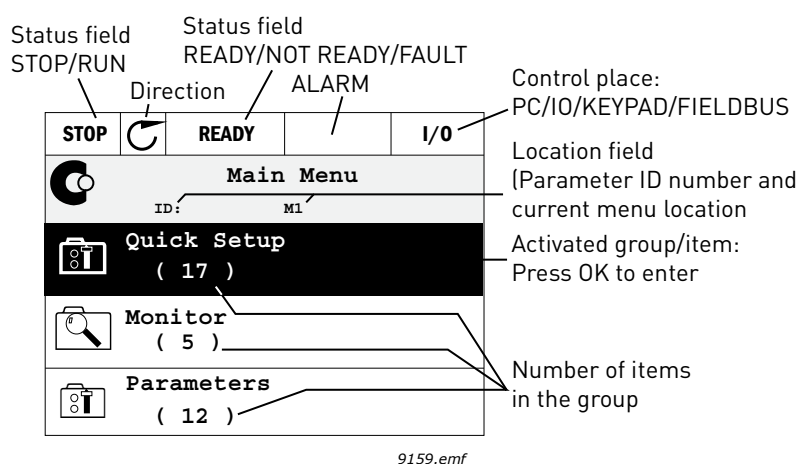 Status field
STOP/RUN
Direction
Status field
READY/NOT READY/FAULT
ALARM
Control place:
PC/IO/KEYPAD/FIELDBUS
STOP
READY
I/0
Location field
(Parameter ID number and
current menu location
Main Menu
ID:
M1
Activated group/item:
Press OK to enter
Quick Setup
( 17 )
Monitor
( 5 )
Number of items
in the group
Parameters
( 12 )
9159.emf